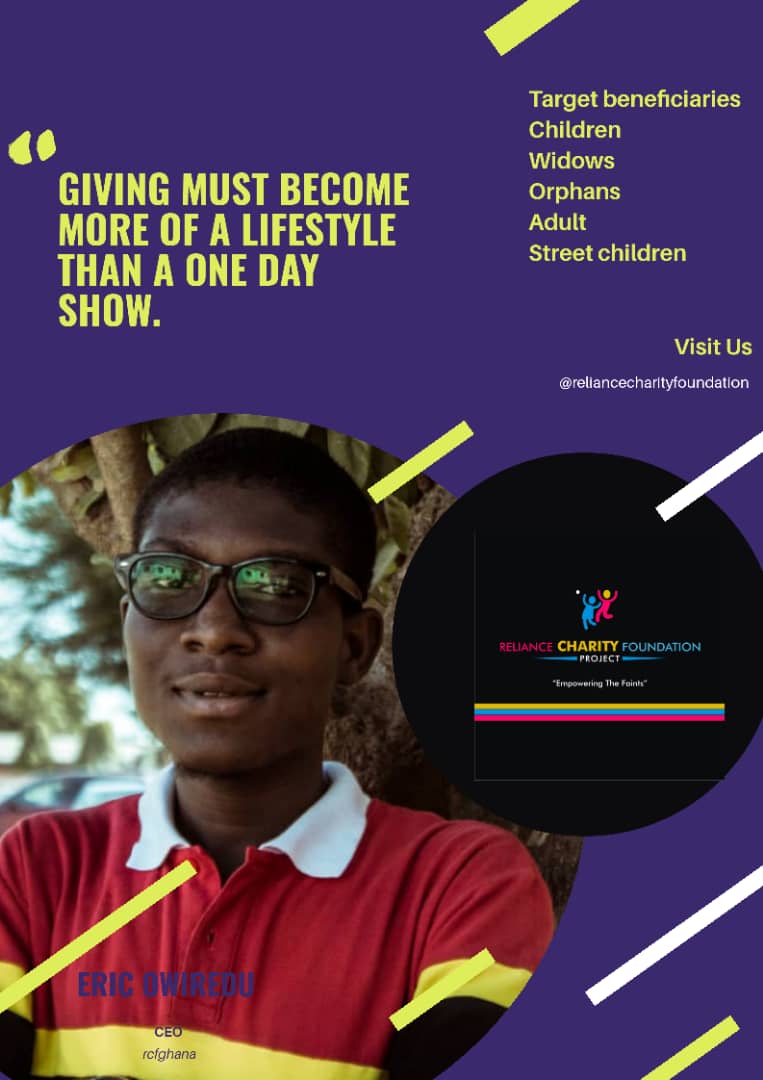 “
GIVING MUST BECOME
MORE OF A LIFESTYLE
THAN A ONE DAY
SHOW.
Target beneficiaries
Children
Widows
Orphans
Adult
Street children
Visit Us
@reliancecharityfoundation
RELIANCE CHARITY FOUNDATION
PROJECT
"Empowering The Faints"
ERIC OWIREDU
CEO
rcfghana